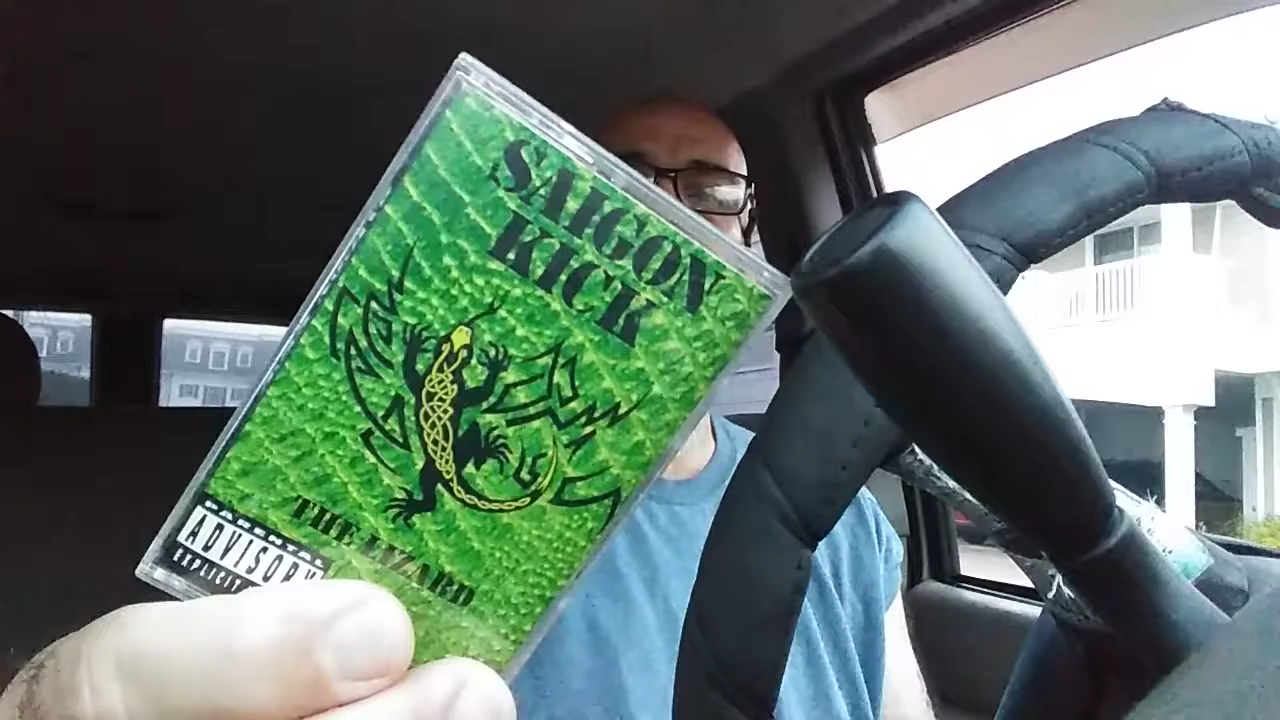 SAIGON
KICK
THE LIZARD
PARENTAL
ADVISORY
EXPLICIT